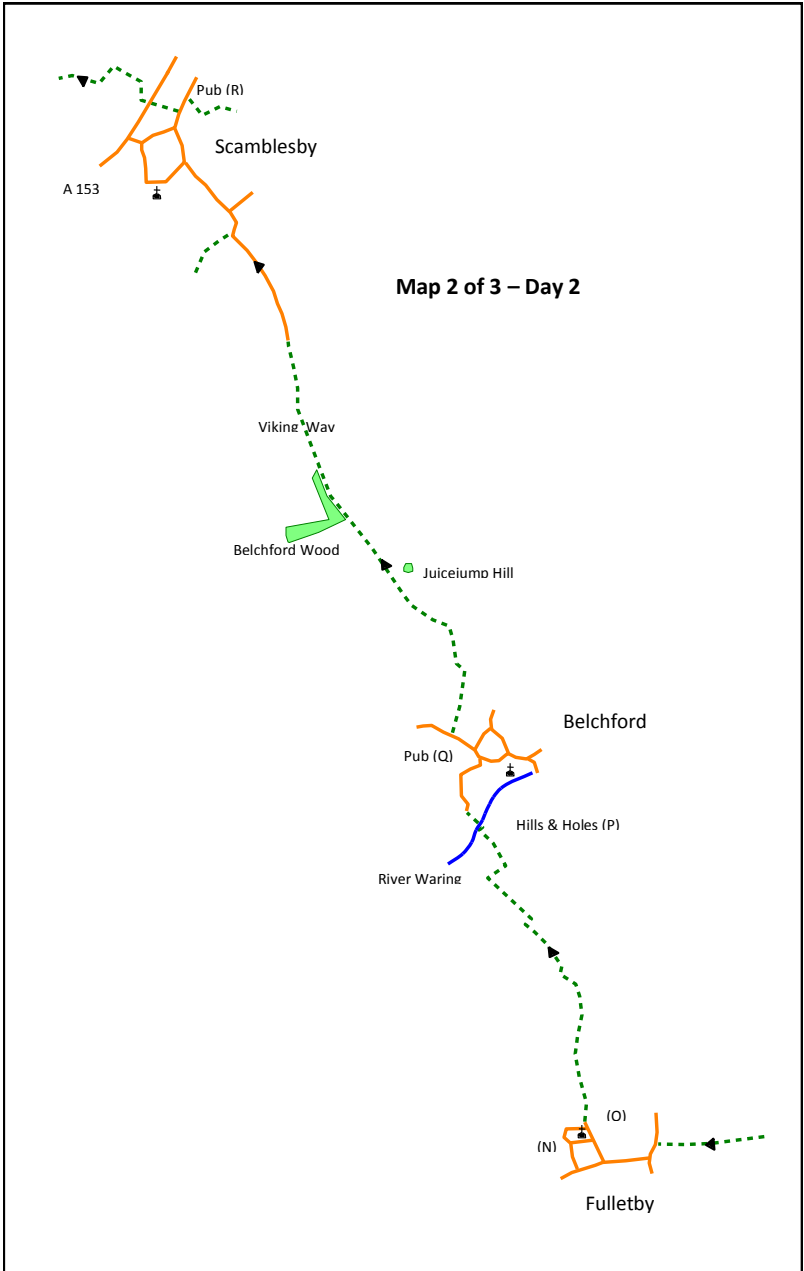 Pub (R)
Scamblesby
A 153
Map 2 of 3 – Day 2
Viking Way
Belchford Wood
Juicejump Hill
Belchford
Pub (Q)
Hills & Holes (P)
River Waring
(O)
(N)
Fulletby